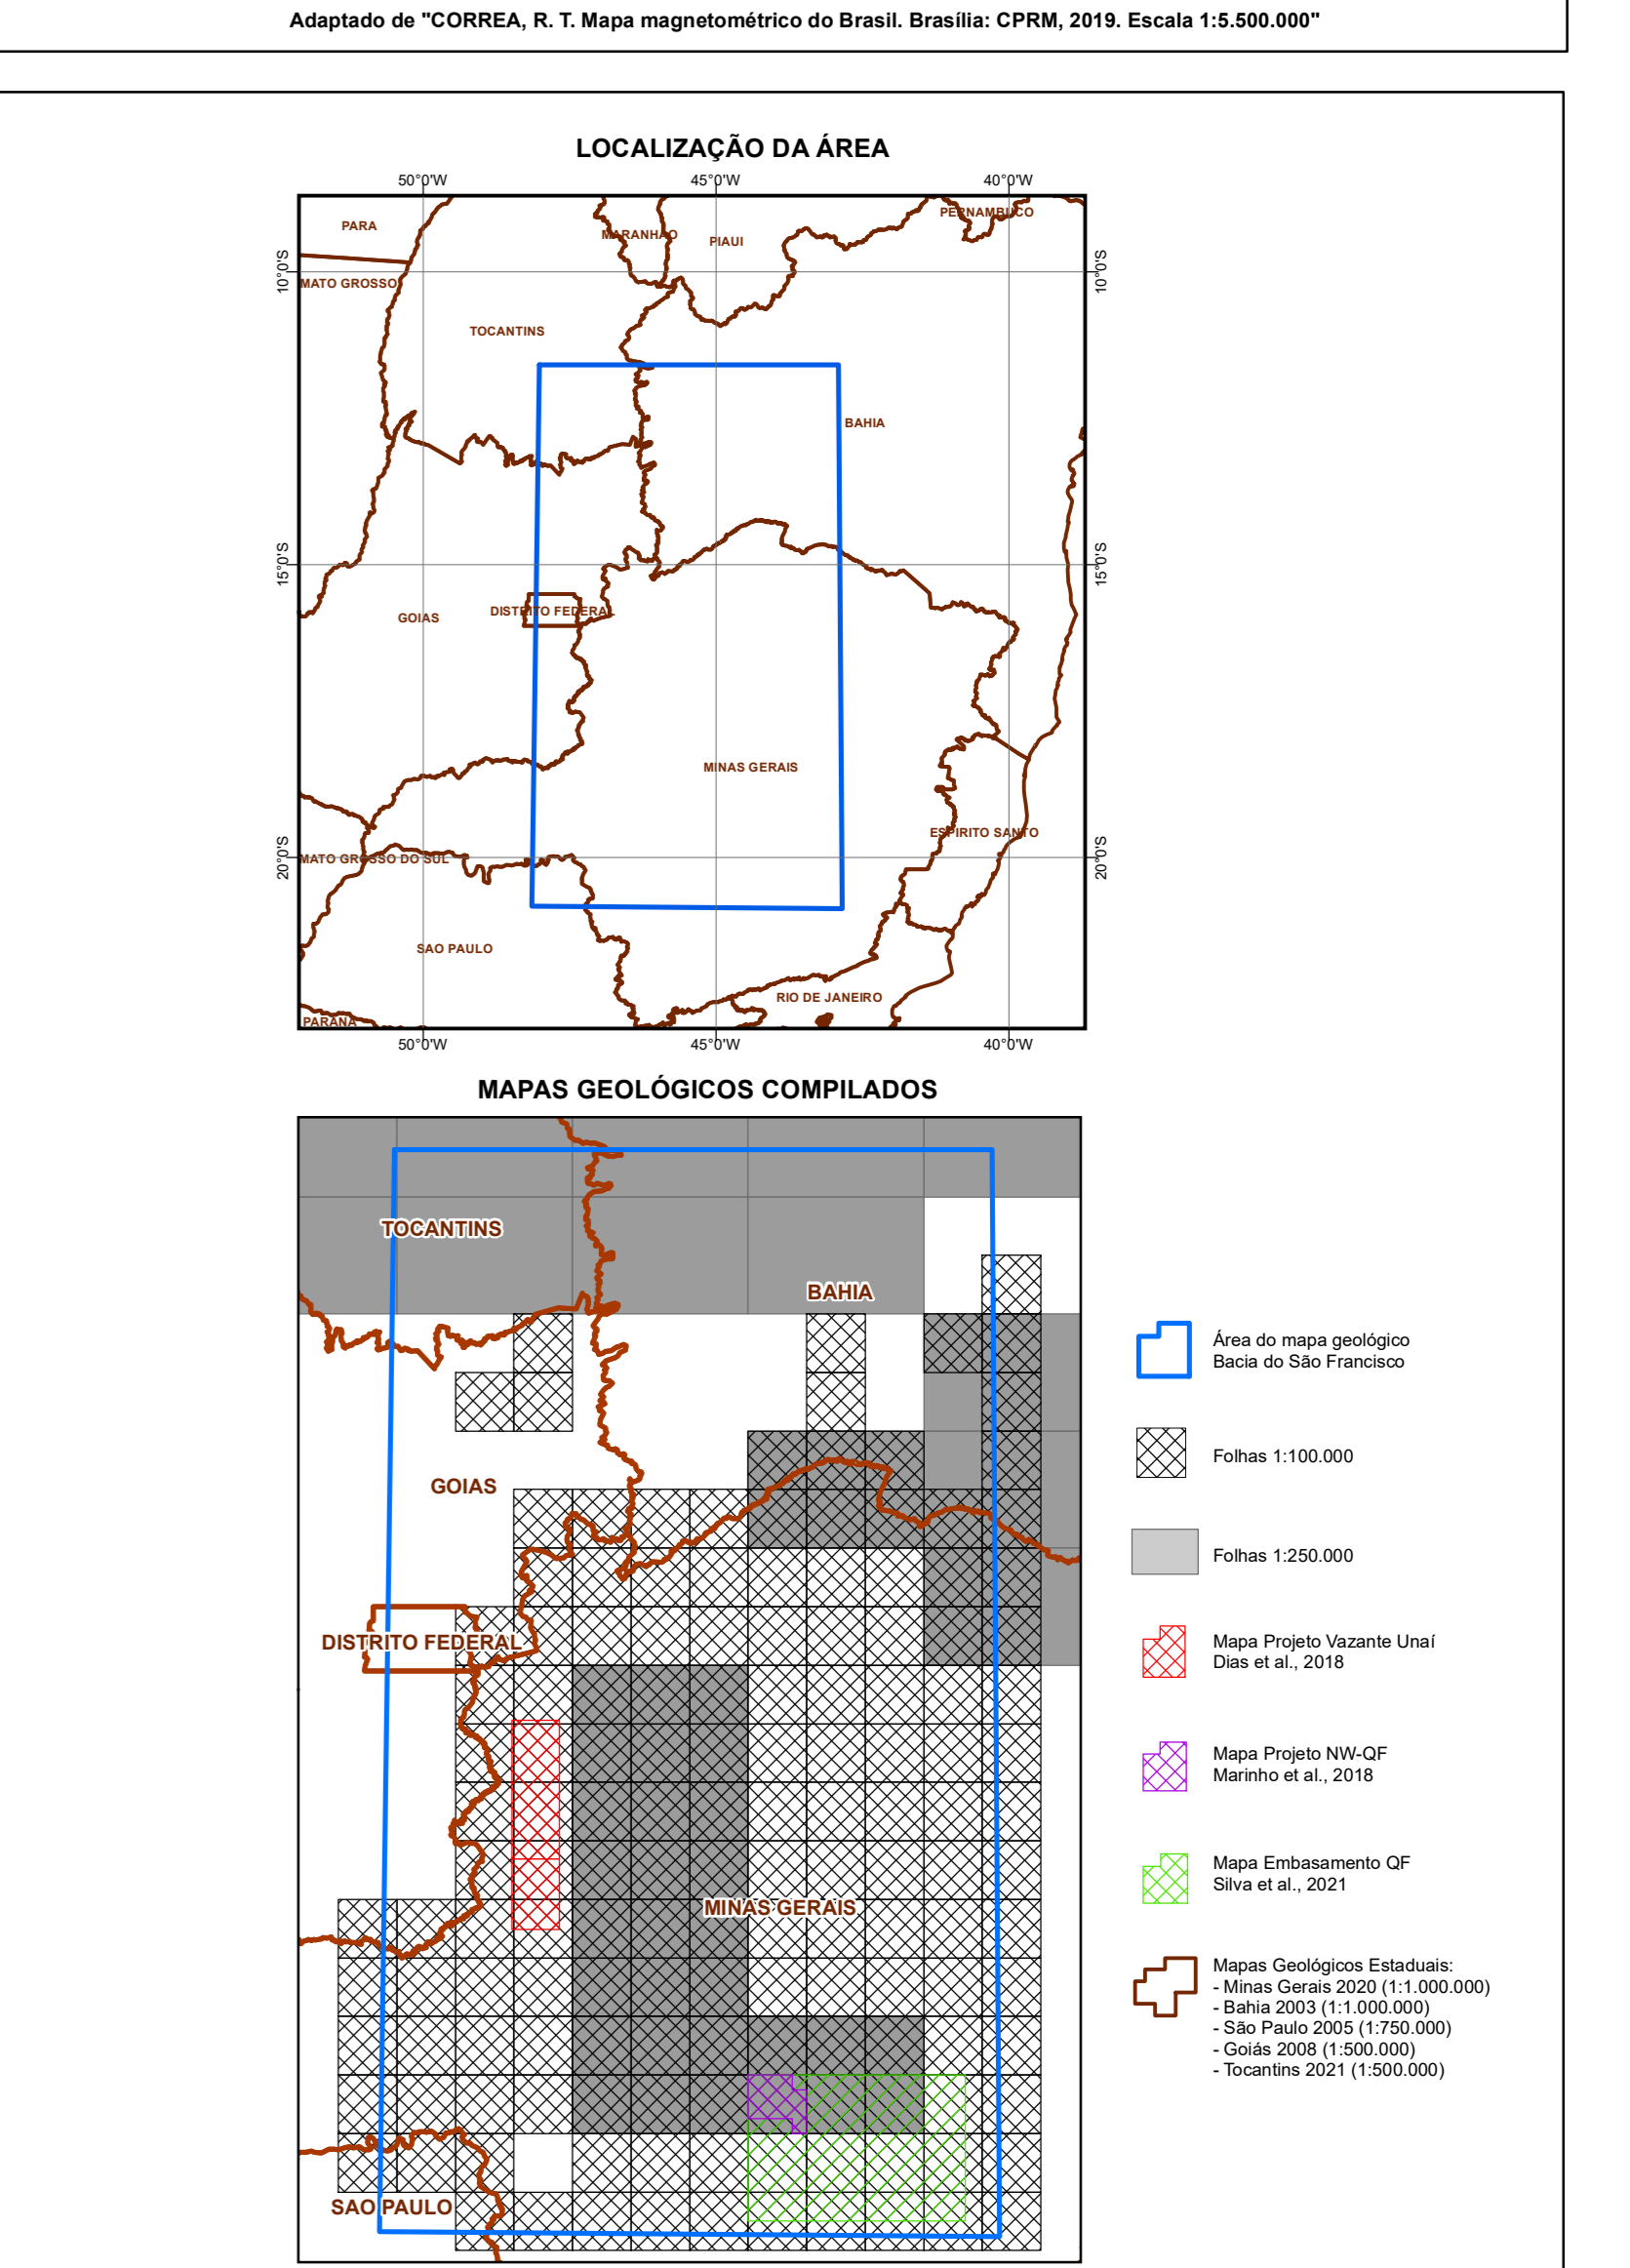 Adaptado de "CORREA, R. T. Mapa magnetométrico do Brasil. Brasília: CPRM, 2019. Escala 1:5.500.000"
LOCALIZAÇÃO DA ÁREA
50°0'W 45°0'W 40°0'W
PERNAMBUCO
PARA
MARANHAO
PIAUI
10°0'S 10°0'S
MATO GROSSO
TOCANTINS
BAHIA
15°0'S 15°0'S
DISTRITO FEDERAL
GOIAS
MINAS GERAIS
ESPIRITO SANTO
20°0'S 20°0'S
MATO GROSSO DO SUL
SAO PAULO
RIO DE JANEIRO
PARANA
50°0'W 45°0'W 40°0'W
MAPAS GEOLÓGICOS COMPILADOS
TOCANTINS
BAHIA
GOIAS
DISTRITO FEDERAL
MINAS GERAIS
SAO PAULO
Área do mapa geológico
Bacia do São Francisco
Folhas 1:100.000
Folhas 1:250.000
Mapa Projeto Vazante Unaí
Dias et al., 2018
Mapa Projeto NW-QF
Marinho et al., 2018
Mapa Embasamento QF
Silva et al., 2021
Mapas Geológicos Estaduais:
- Minas Gerais 2020 (1:1.000.000)
- Bahia 2003 (1:1.000.000)
- São Paulo 2005 (1:750.000)
- Goiás 2008 (1:500.000)
- Tocantins 2021 (1:500.000)